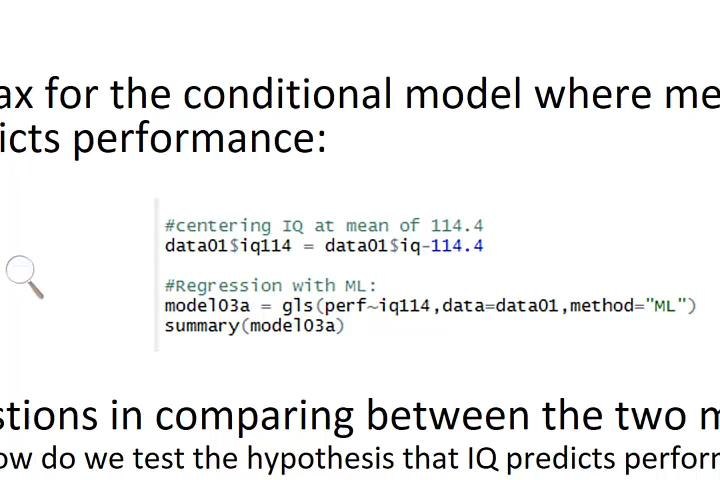 ax for the conditional model where me
icts performance:
#centering IQ at mean of 114.4
data01$iq114 = data01$iq-114.4
#Regression with ML:
model03a = gls(perf~iq114,data=data01,method="ML")
summary(model03a)
stions in comparing between the two m
ow do we test the hypothesis that IQ predicts perform